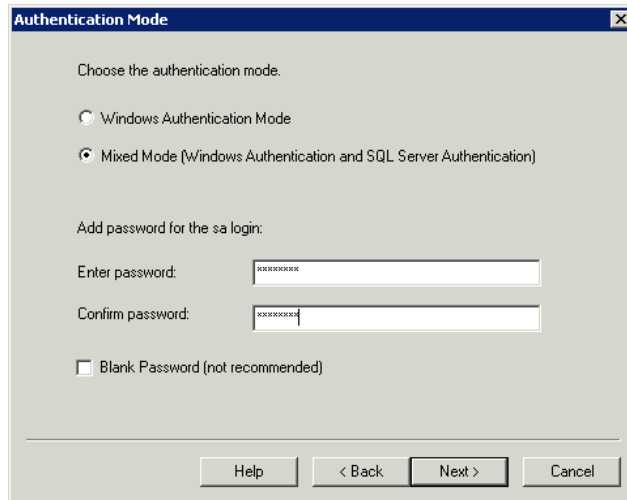 Authentication Mode
Choose the authentication mode.
Windows Authentication Mode
Mixed Mode (Windows Authentication and SQL Server Authentication)
Add password for the sa login:
Enter password: ********
Confirm password: ********
Blank Password (not recommended)
Help < Back Next > Cancel